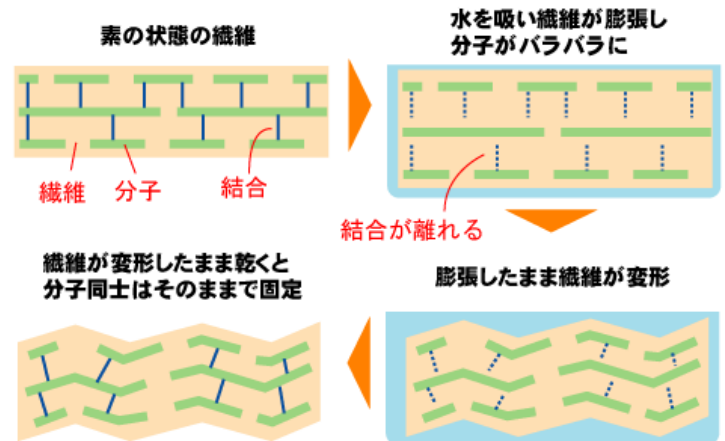 素の状態の繊維
繊維
分子
結合
水を吸い繊維が膨張し
分子がバラバラに
結合が離れる
膨張したまま繊維が変形
繊維が変形したまま乾くと
分子同士はそのままで固定